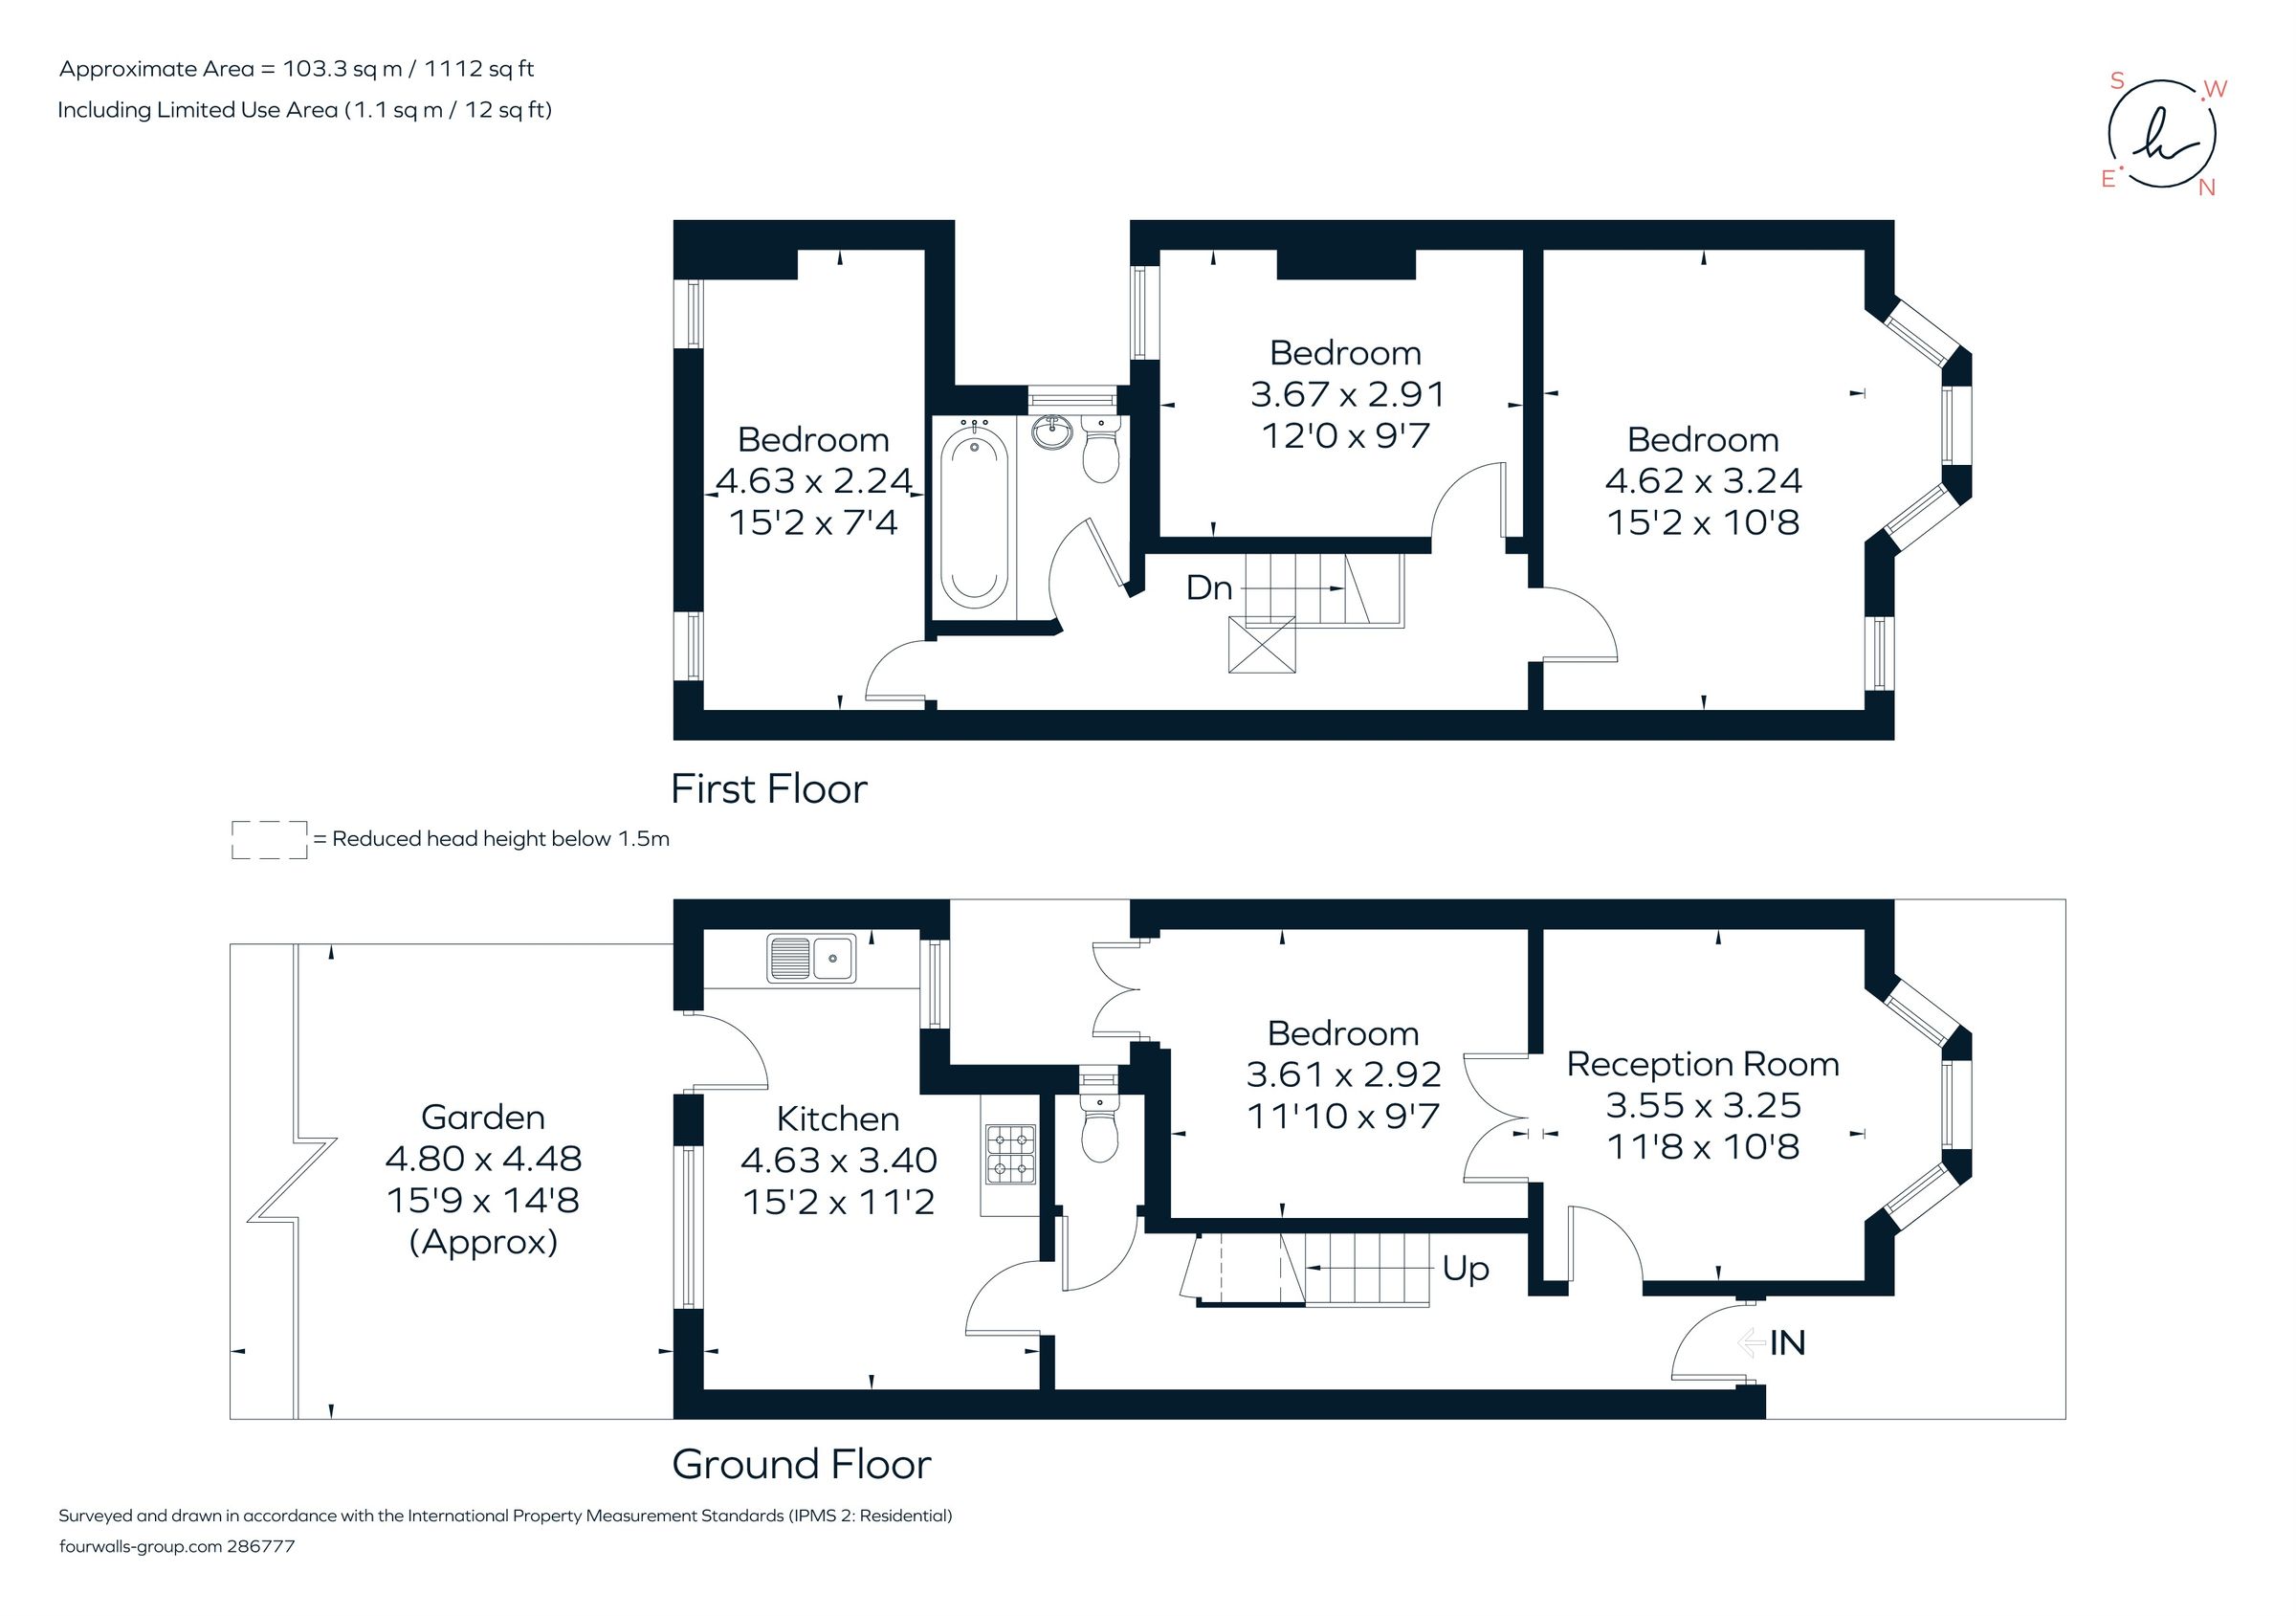 Approximate Area = 103.3 sq m / 1112 sq ft
Including Limited Use Area (1.1 sq m / 12 sq ft)
S
W
E
N
Bedroom
4.63 x 2.24
15'2 x 7'4
Bedroom
3.67 x 2.91
12'0 x 9'7
Bedroom
4.62 x 3.24
15'2 x 10'8
Dn
First Floor
= Reduced head height below 1.5m
Garden
4.80 x 4.48
15'9 x 14'8
(Approx)
Kitchen
4.63 x 3.40
15'2 x 11'2
Bedroom
3.61 x 2.92
11'10 x 9'7
Reception Room
3.55 x 3.25
11'8 x 10'8
Up
IN
Ground Floor
Surveyed and drawn in accordance with the International Property Measurement Standards (IPMS 2: Residential)
fourwalls-group.com 286777